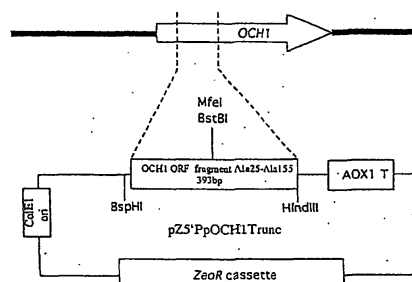 OCH1
MfeI
BstBI
OCH1 ORF fragment Ala25-Ala155
393bp
AOX1 T
BspHI
HindIII
ColE1
ori
pZ5'PpOCH1Trunc
ZeoR cassette